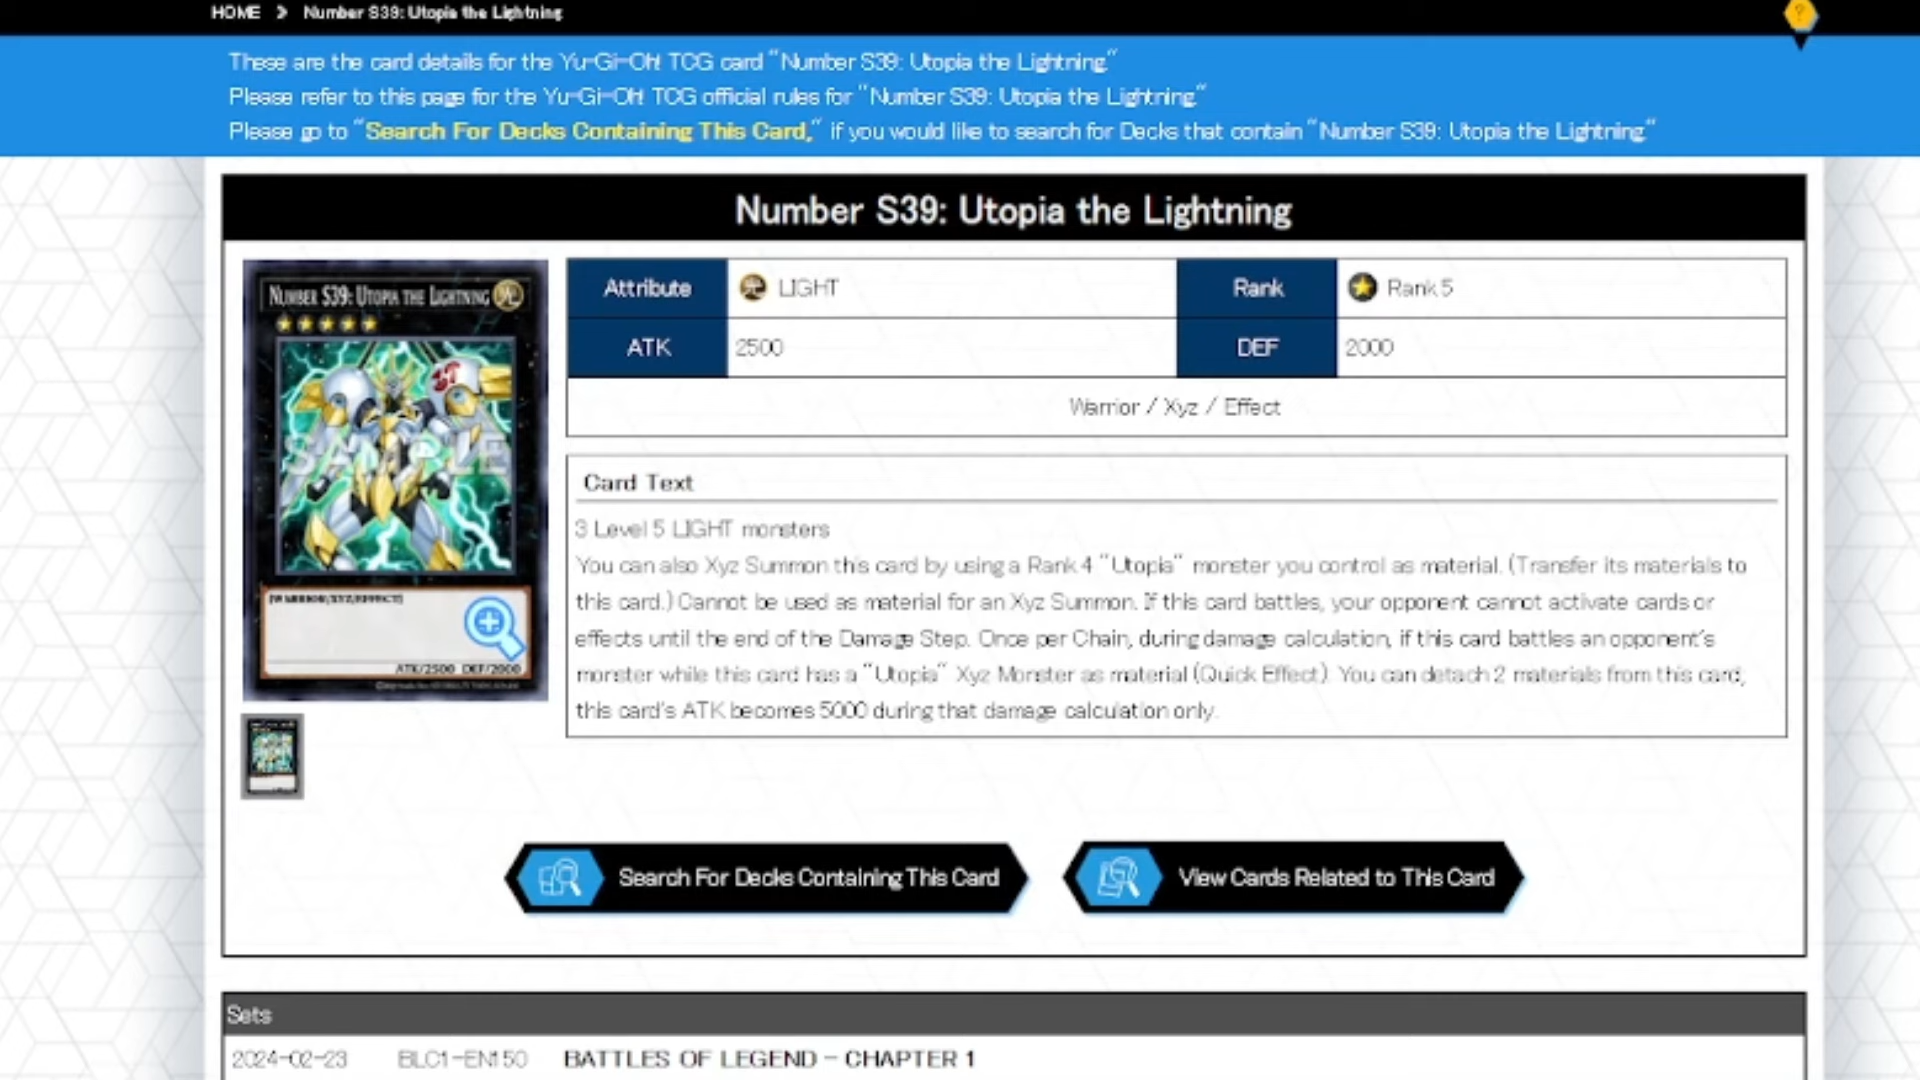 HOME > Number S39: Utopia the Lightning
?
These are the card details for the Yu-Gi-Oh! TCG card "Number S39: Utopia the Lightning."
Please refer to this page for the Yu-Gi-Oh! TCG official rules for "Number S39: Utopia the Lightning."
Please go to "Search For Decks Containing This Card," if you would like to search for Decks that contain "Number S39: Utopia the Lightning."
Number S39: Utopia the Lightning
NUMBER S39: UTOPIA THE LIGHTNING
SAMPLE
[WARRIOR/XYZ/EFFECT]
ATK/2500 DEF/2000
Attribute LIGHT Rank Rank 5
ATK 2500 DEF 2000
Warrior / Xyz / Effect
Card Text
3 Level 5 LIGHT monsters
You can also Xyz Summon this card by using a Rank 4 "Utopia" monster you control as material. (Transfer its materials to
this card.) Cannot be used as material for an Xyz Summon. If this card battles, your opponent cannot activate cards or
effects until the end of the Damage Step. Once per Chain, during damage calculation, if this card battles an opponent's
monster while this card has a "Utopia" Xyz Monster as material (Quick Effect): You can detach 2 materials from this card;
this card's ATK becomes 5000 during that damage calculation only.
Search For Decks Containing This Card
View Cards Related to This Card
Sets
2024-02-23 BLC1-EN150 BATTLES OF LEGEND - CHAPTER 1